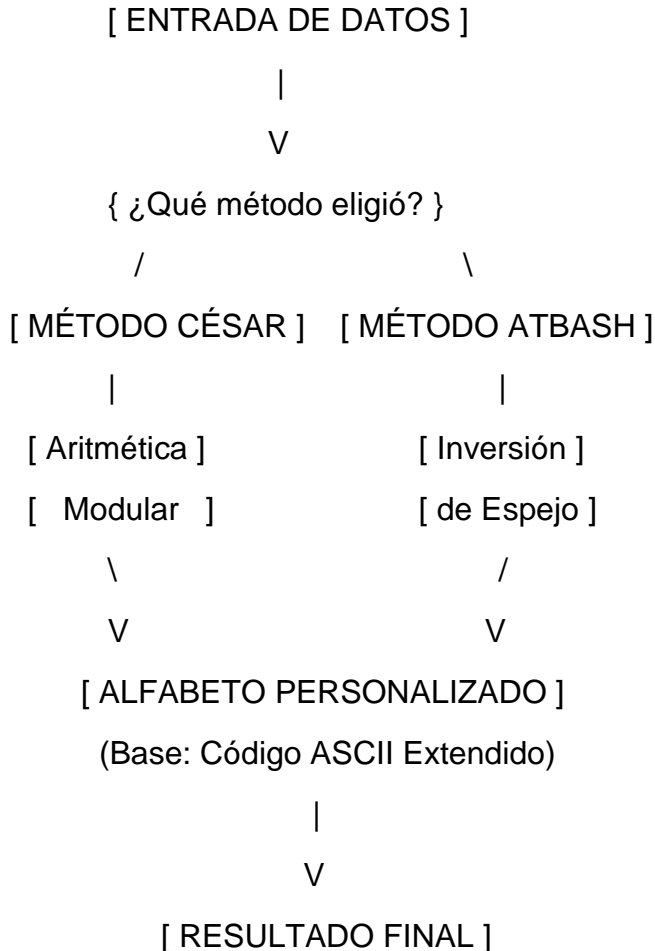 [ ENTRADA DE DATOS ]
|
V
{ ¿Qué método eligió? }
/ \
[ MÉTODO CÉSAR ] [ MÉTODO ATBASH ]
| |
[ Aritmética ] [ Inversión ]
[ Modular ] [ de Espejo ]
\ /
V V
[ ALFABETO PERSONALIZADO ]
(Base: Código ASCII Extendido)
|
V
[ RESULTADO FINAL ]